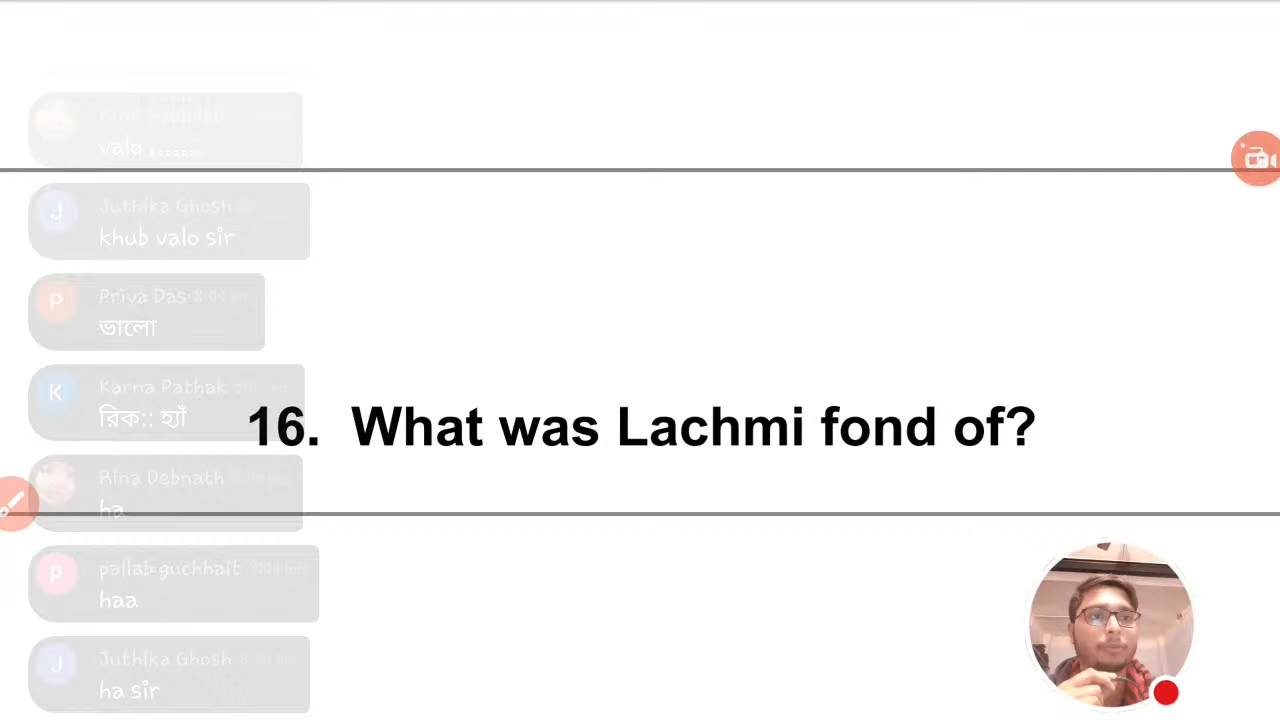 valo
Juthika Ghosh
khub valo sir
Priya Das
ভালো
Karna Pathak
রিক:: হ্যাঁ
16. What was Lachmi fond of?
Rina Debnath
ha
pallab guchhait
haa
Juthika Ghosh
ha sir